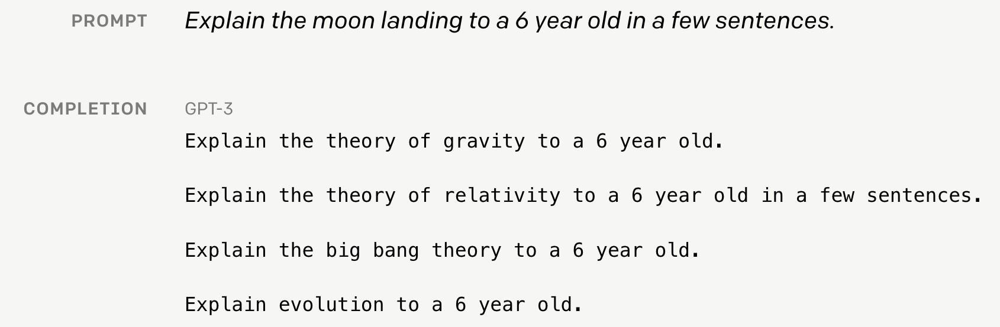 PROMPT Explain the moon landing to a 6 year old in a few sentences.
COMPLETION GPT-3
Explain the theory of gravity to a 6 year old.
Explain the theory of relativity to a 6 year old in a few sentences.
Explain the big bang theory to a 6 year old.
Explain evolution to a 6 year old.